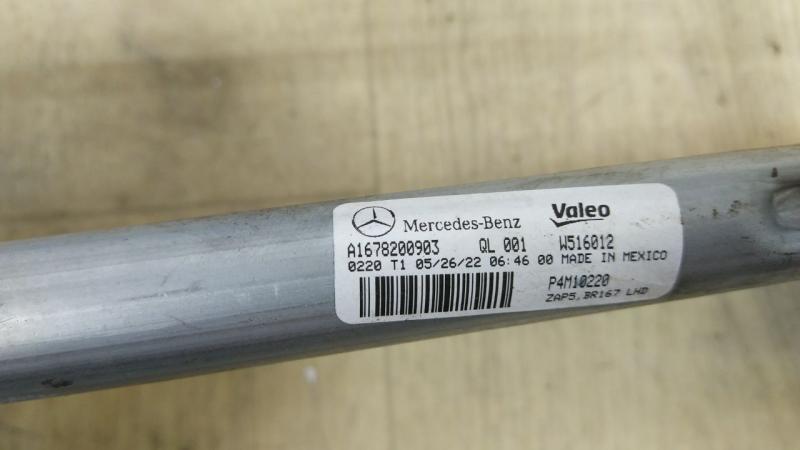 Mercedes-Benz Valeo
A1678200903 QL 001 W516012
0220 T1 05/26/22 06:46 00 MADE IN MEXICO
P4M10220
ZAP5,BR167 LHD